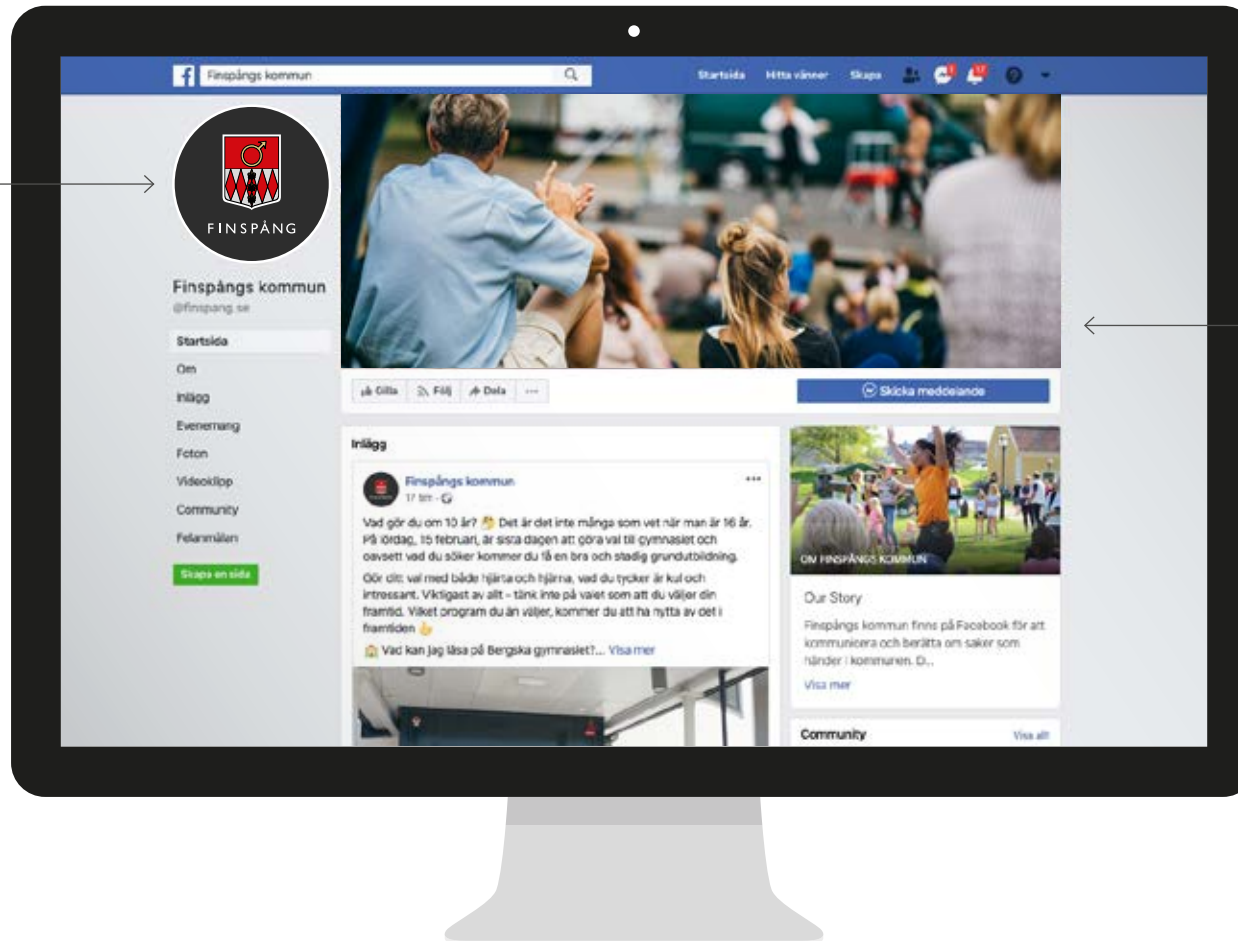 Finspångs kommun
Startsida Hitta vänner Skapa
FINSPÅNG
Finspångs kommun
@finspang.se
Startsida
Om
Inlägg
Evenemang
Foton
Videoklipp
Community
Felanmälan
Skapa en sida
Gilla Följ Dela ...
Skicka meddelande
Inlägg
Finspångs kommun
17 tim
Vad gör du om 10 år? 🤔 Det är det inte många som vet när man är 16 år.
På lördag, 15 februari, är sista dagen att göra val till gymnasiet och
oavsett vad du söker kommer du få en bra och stadig grundutbildning.
Gör ditt val med både hjärta och hjärna, vad du tycker är kul och
intressant. Viktigast av allt – tänk inte på valet som att du väljer din
framtid. Vilket program du än väljer, kommer du att ha nytta av det i
framtiden 👍
🏠 Vad kan jag läsa på Bergska gymnasiet?... Visa mer
OM FINSPÅNGS KOMMUN
Our Story
Finspångs kommun finns på Facebook för att
kommunicera och berätta om saker som
händer i kommunen. D...
Visa mer
Community
Visa allt